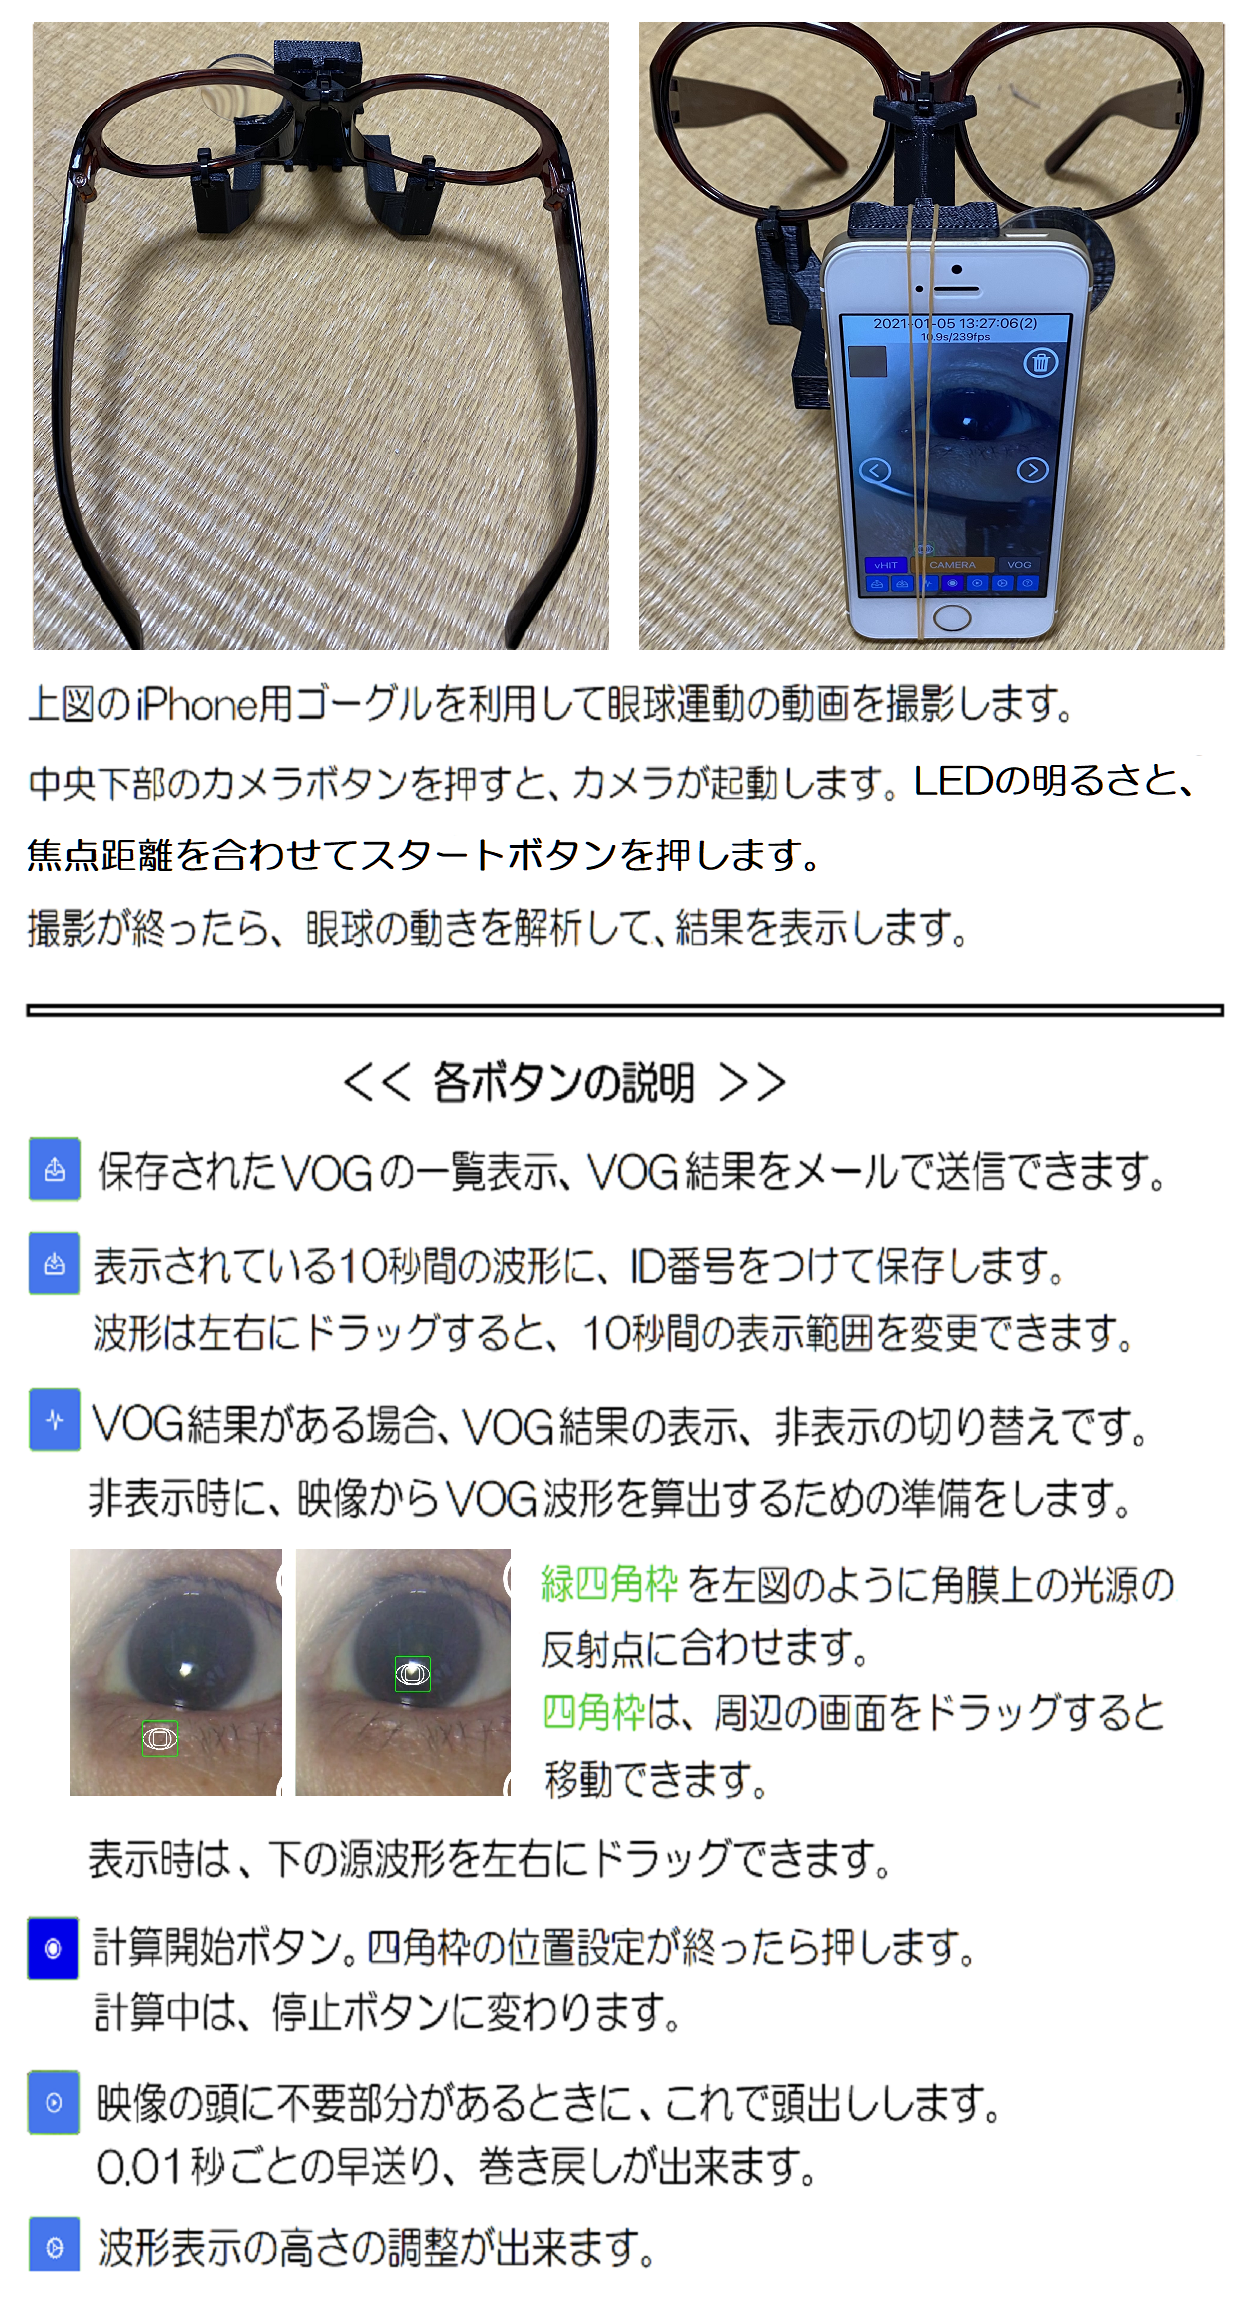 2021-01-05 13:27:06(2)
10.9s/239fps
vHIT CAMERA VOG
上図のiPhone用ゴーグルを利用して眼球運動の動画を撮影します。
中央下部のカメラボタンを押すと、カメラが起動します。LEDの明るさと、
焦点距離を合わせてスタートボタンを押します。
撮影が終ったら、眼球の動きを解析して、結果を表示します。
<< 各ボタンの説明 >>
保存されたVOGの一覧表示、VOG結果をメールで送信できます。
表示されている10秒間の波形に、ID番号をつけて保存します。
波形は左右にドラッグすると、10秒間の表示範囲を変更できます。
VOG結果がある場合、VOG結果の表示、非表示の切り替えです。
非表示時に、映像からVOG波形を算出するための準備をします。
緑四角枠を左図のように角膜上の光源の
反射点に合わせます。
四角枠は、周辺の画面をドラッグすると
移動できます。
表示時は、下の源波形を左右にドラッグできます。
計算開始ボタン。四角枠の位置設定が終ったら押します。
計算中は、停止ボタンに変わります。
映像の頭に不要部分があるときに、これで頭出しします。
0.01秒ごとの早送り、巻き戻しが出来ます。
波形表示の高さの調整が出来ます。